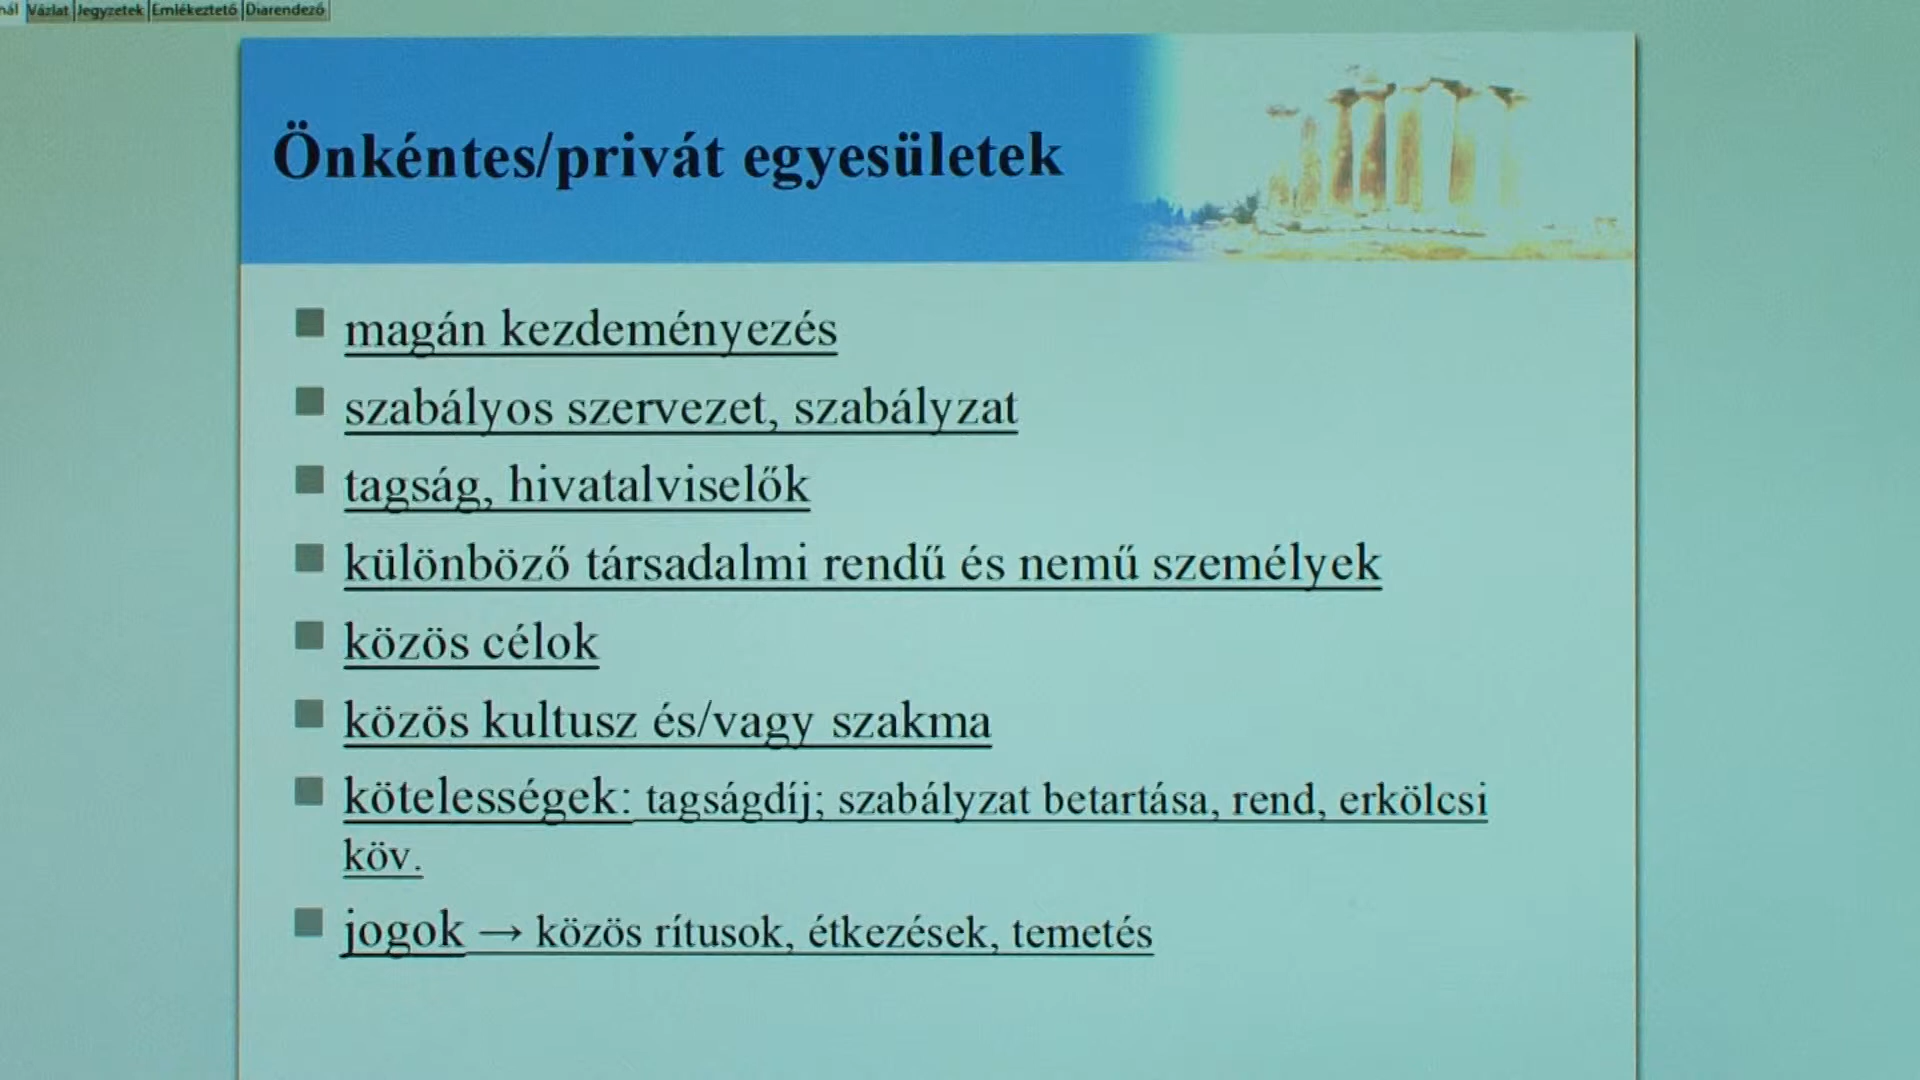 Vázlat Jegyzetek Emlékeztető Diarendező
Önkéntes/privát egyesületek
magán kezdeményezés
szabályos szervezet, szabályzat
tagság, hivatalviselők
különböző társadalmi rendű és nemű személyek
közös célok
közös kultusz és/vagy szakma
kötelességek: tagságdíj; szabályzat betartása, rend, erkölcsi
köv.
jogok → közös rítusok, étkezések, temetés